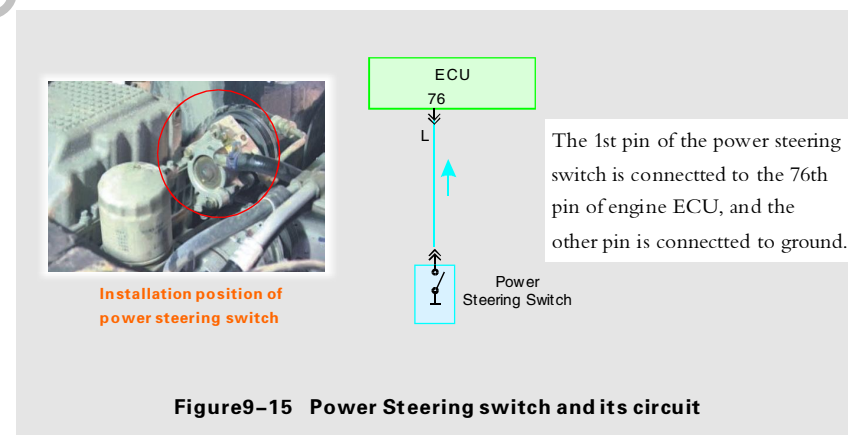 ECU
76
L
The 1st pin of the power steering
switch is connectted to the 76th
pin of engine ECU, and the
other pin is connectted to ground.
Power
Steering Switch
Installation position of
power steering switch
Figure9–15 Power Steering switch and its circuit